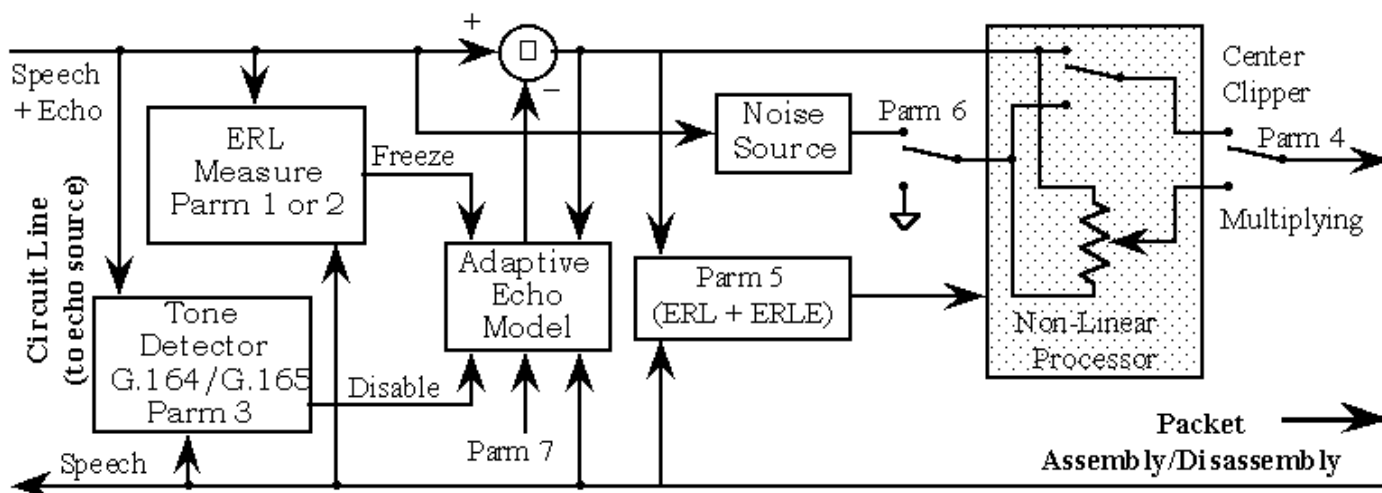 +
Speech
+ Echo
−
ERL
Measure
Parm 1 or 2
Freeze
Noise
Source
Parm 6
Center
Clipper
Parm 4
Multiplying
Circuit Line
(to echo source)
Tone
Detector
G.164/G.165
Parm 3
Disable
Adaptive
Echo
Model
Parm 5
(ERL + ERLE)
Non-Linear
Processor
Parm 7
Speech
Packet
Assembly/Disassembly